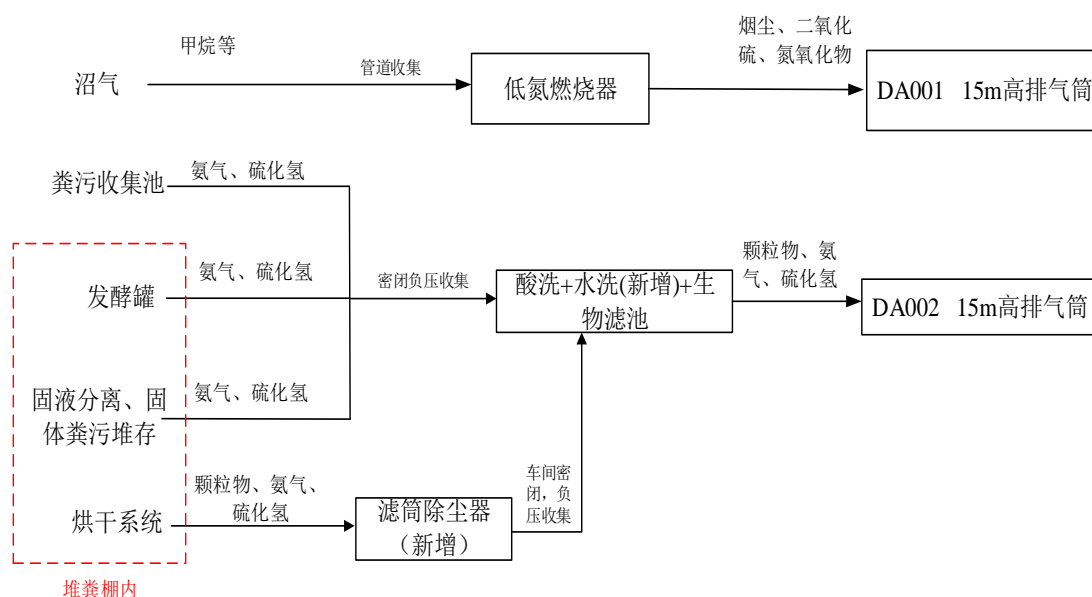 甲烷等
沼气
管道收集
低氮燃烧器
烟尘、二氧化
硫、氮氧化物
DA001 15m高排气筒
粪污收集池
氨气、硫化氢
发酵罐
氨气、硫化氢
密闭负压收集
酸洗+水洗(新增)+生
物滤池
颗粒物、氨
气、硫化氢
DA002 15m高排气筒
固液分离、固
体粪污堆存
氨气、硫化氢
烘干系统
颗粒物、氨气、
硫化氢
滤筒除尘器
（新增）
车间密
闭，负
压收集
堆粪棚内